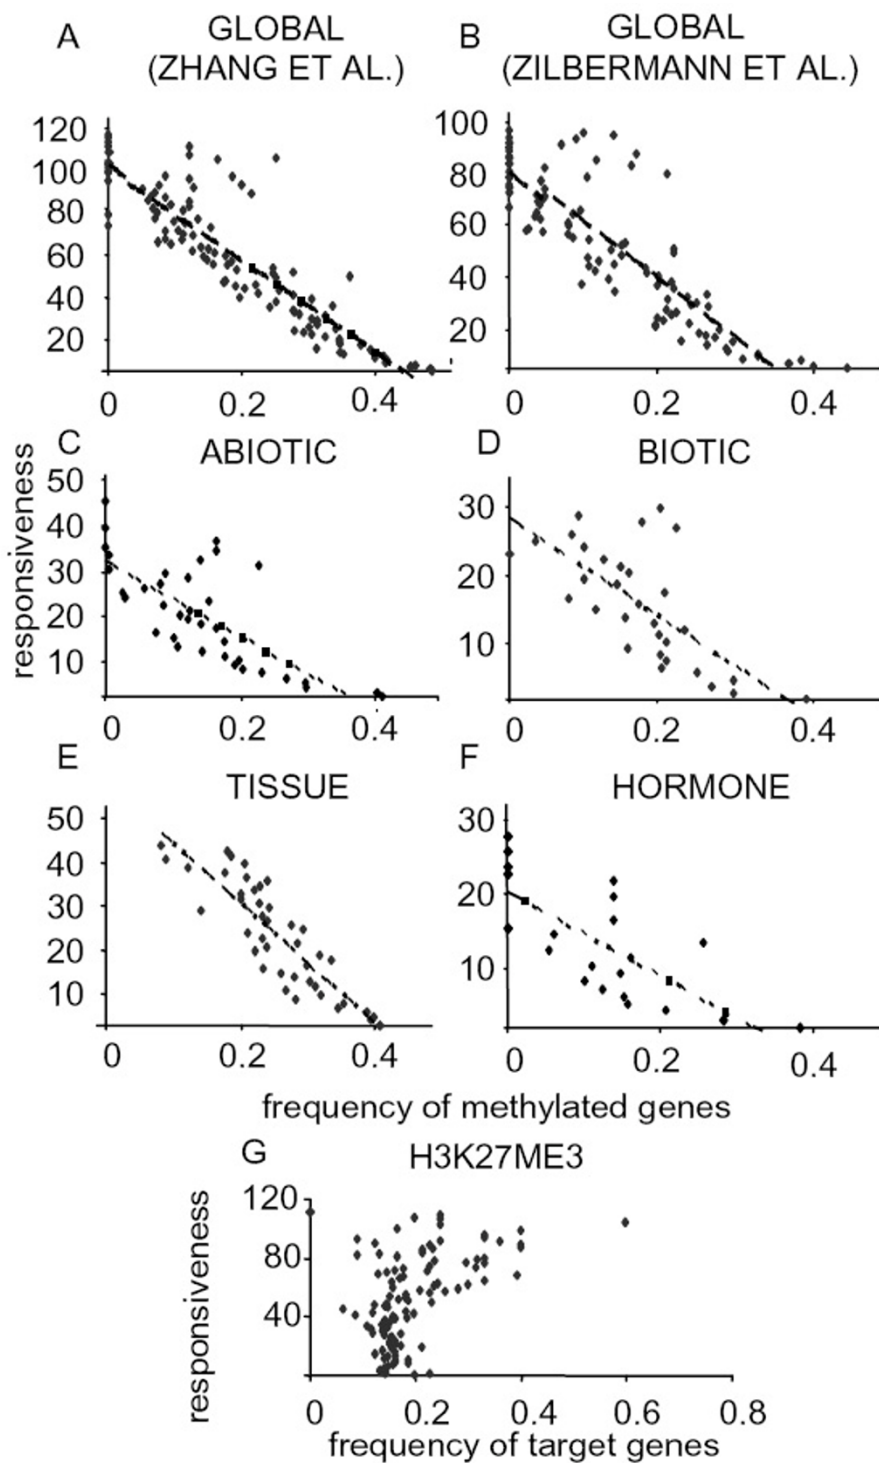 A
GLOBAL
(ZHANG ET AL.)
120
100
80
60
40
20
0
0.2
0.4
B
GLOBAL
(ZILBERMANN ET AL.)
100
80
60
40
20
0
0.2
0.4
responsiveness
C
ABIOTIC
50
40
30
20
10
0
0.2
0.4
D
BIOTIC
30
20
10
0
0.2
0.4
E
TISSUE
50
40
30
20
10
0
0.2
0.4
F
HORMONE
30
20
10
0
0.2
0.4
frequency of methylated genes
G
H3K27ME3
responsiveness
120
80
40
0
0.2
0.4
0.6
0.8
frequency of target genes